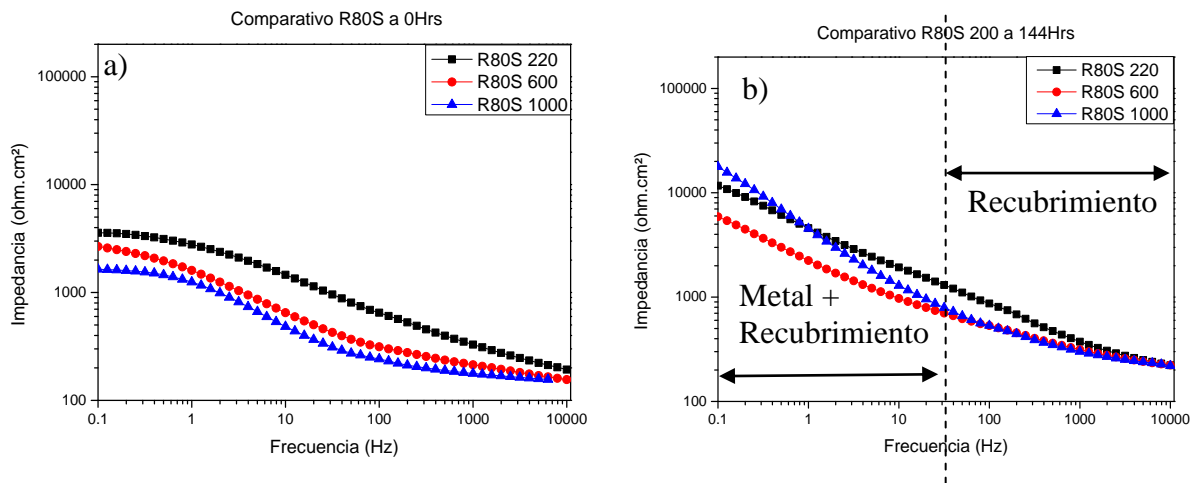 Comparativo R80S a 0Hrs
a)
R80S 220
R80S 600
R80S 1000
100000
10000
1000
100
Impedancia (ohm.cm²)
0.1 1 10 100 1000 10000
Frecuencia (Hz)
Comparativo R80S 200 a 144Hrs
b)
R80S 220
R80S 600
R80S 1000
Recubrimiento
Metal +
Recubrimiento
100000
10000
1000
100
Impedancia (ohm.cm²)
0.1 1 10 100 1000 10000
Frecuencia (Hz)